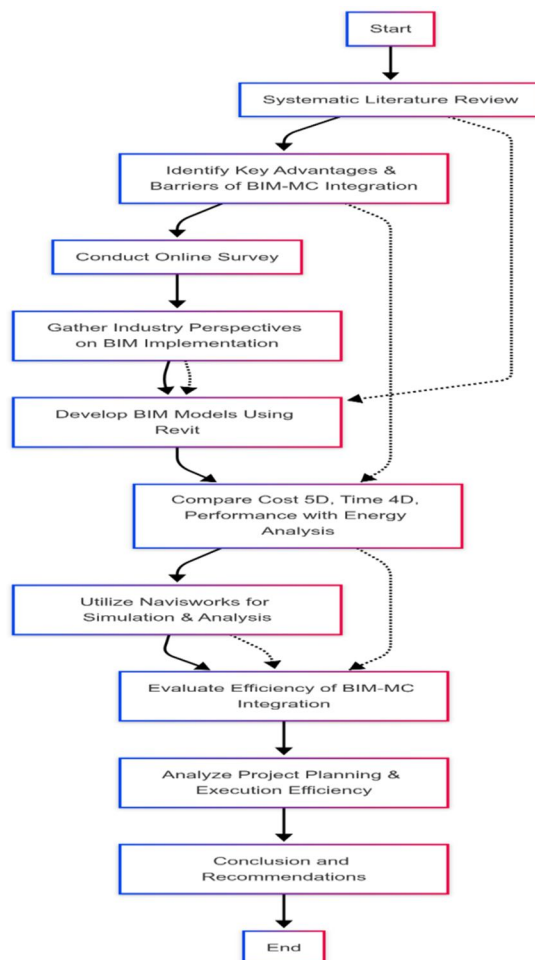 Start
Systematic Literature Review
Identify Key Advantages &
Barriers of BIM-MC Integration
Conduct Online Survey
Gather Industry Perspectives
on BIM Implementation
Develop BIM Models Using
Revit
Compare Cost 5D, Time 4D,
Performance with Energy
Analysis
Utilize Navisworks for
Simulation & Analysis
Evaluate Efficiency of BIM-MC
Integration
Analyze Project Planning &
Execution Efficiency
Conclusion and
Recommendations
End